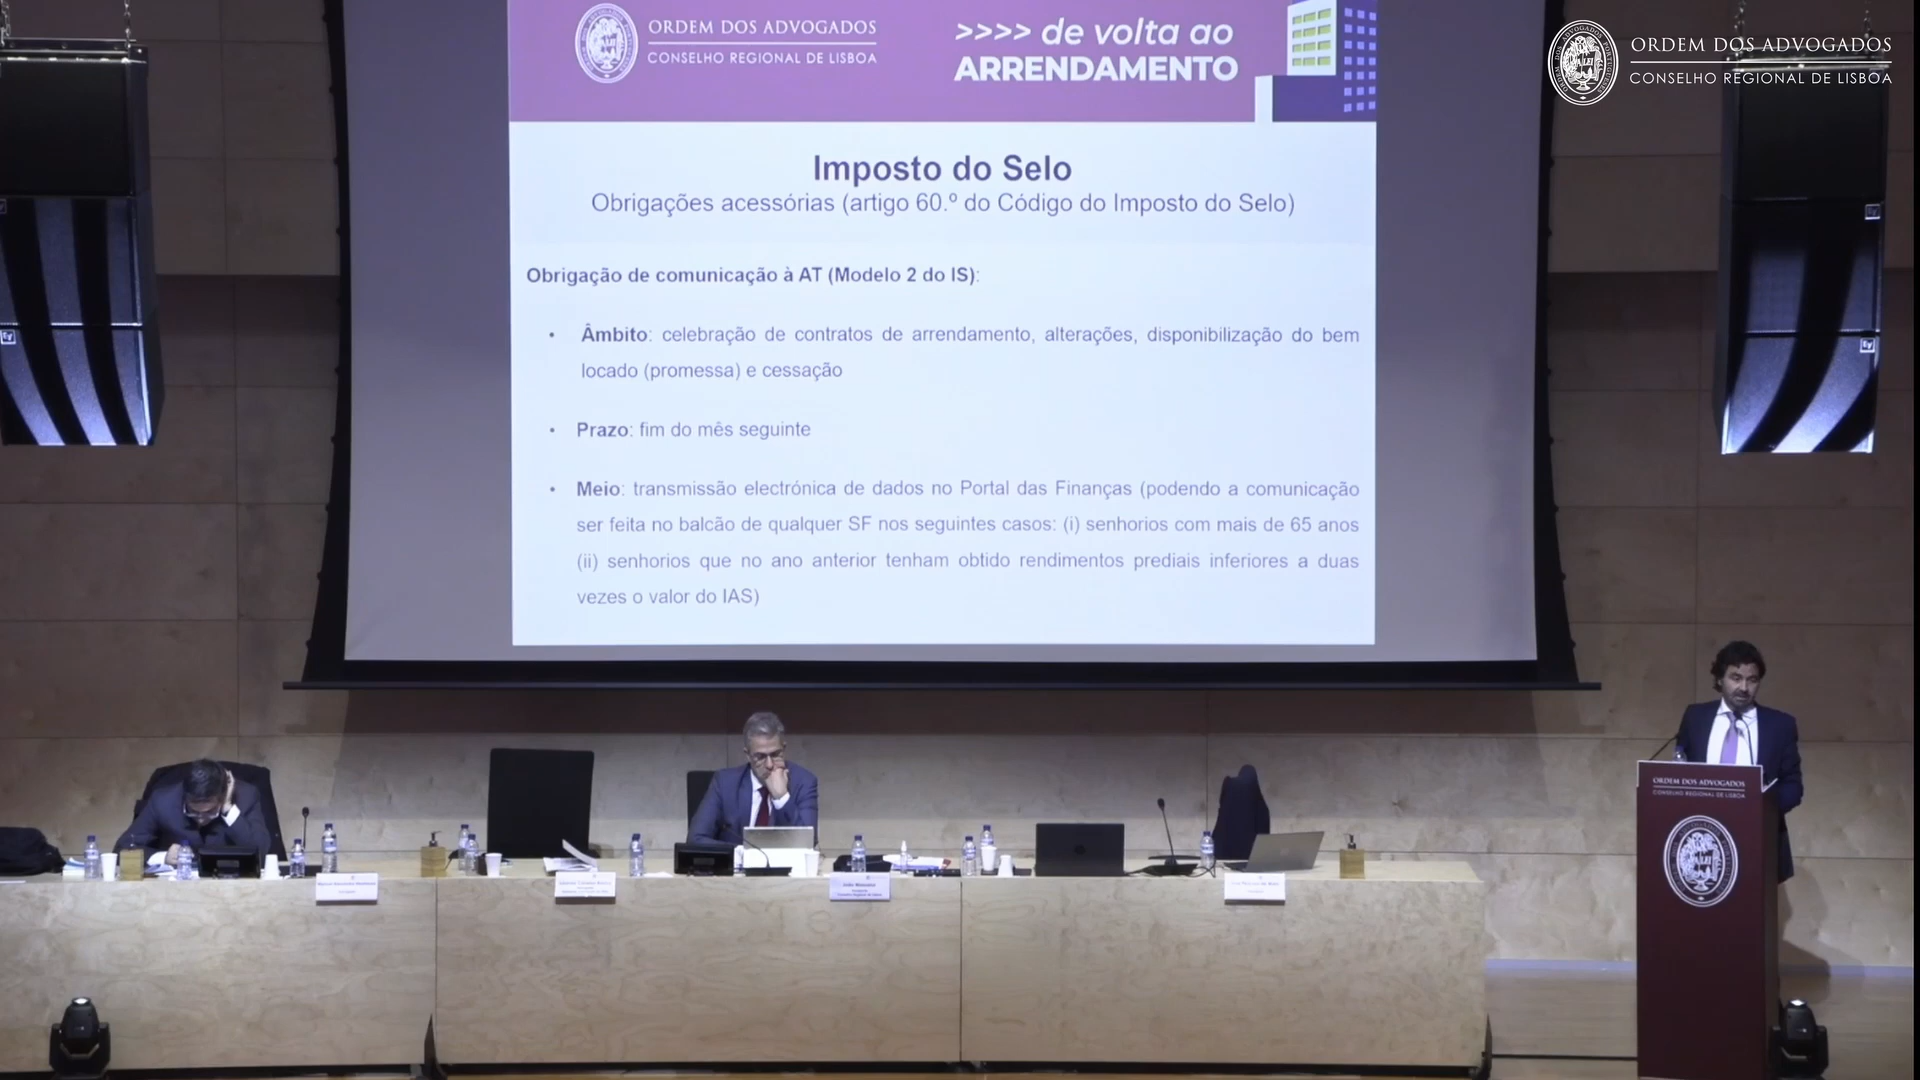 ORDEM DOS ADVOGADOS
CONSELHO REGIONAL DE LISBOA
>>>> de volta ao
ARRENDAMENTO
ORDEM DOS ADVOGADOS
CONSELHO REGIONAL DE LISBOA
Imposto do Selo
Obrigações acessórias (artigo 60.º do Código do Imposto do Selo)
Obrigação de comunicação à AT (Modelo 2 do IS):
• Âmbito: celebração de contratos de arrendamento, alterações, disponibilização do bem
locado (promessa) e cessação
• Prazo: fim do mês seguinte
• Meio: transmissão electrónica de dados no Portal das Finanças (podendo a comunicação
ser feita no balcão de qualquer SF nos seguintes casos: (i) senhorios com mais de 65 anos
(ii) senhorios que no ano anterior tenham obtido rendimentos prediais inferiores a duas
vezes o valor do IAS)
ORDEM DOS ADVOGADOS
CONSELHO REGIONAL DE LISBOA